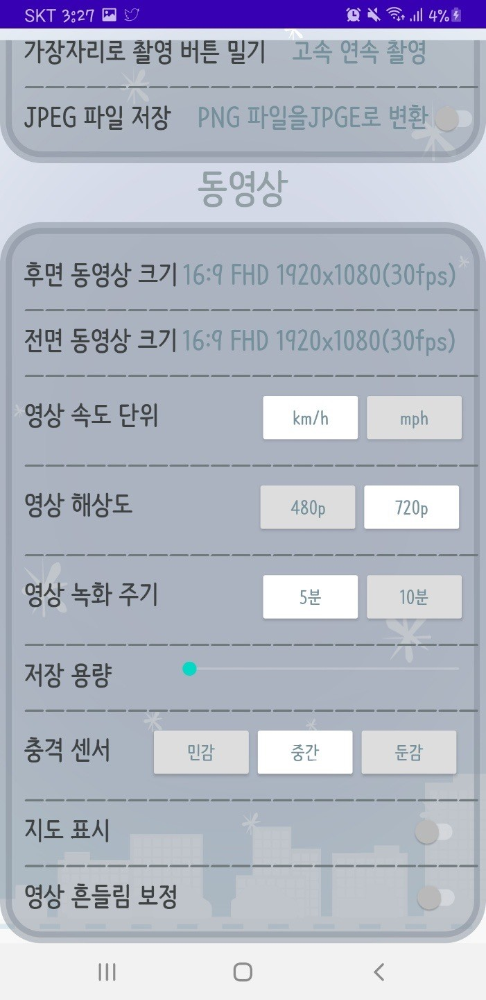 SKT 3:27 4%
가장자리로 촬영 버튼 밀기 고속 연속 촬영
JPEG 파일 저장 PNG 파일을JPGE로 변환
동영상
후면 동영상 크기 16:9 FHD 1920x1080(30fps)
전면 동영상 크기 16:9 FHD 1920x1080(30fps)
영상 속도 단위 km/h mph
영상 해상도 480p 720p
영상 녹화 주기 5분 10분
저장 용량
충격 센서 민감 중간 둔감
지도 표시
영상 흔들림 보정